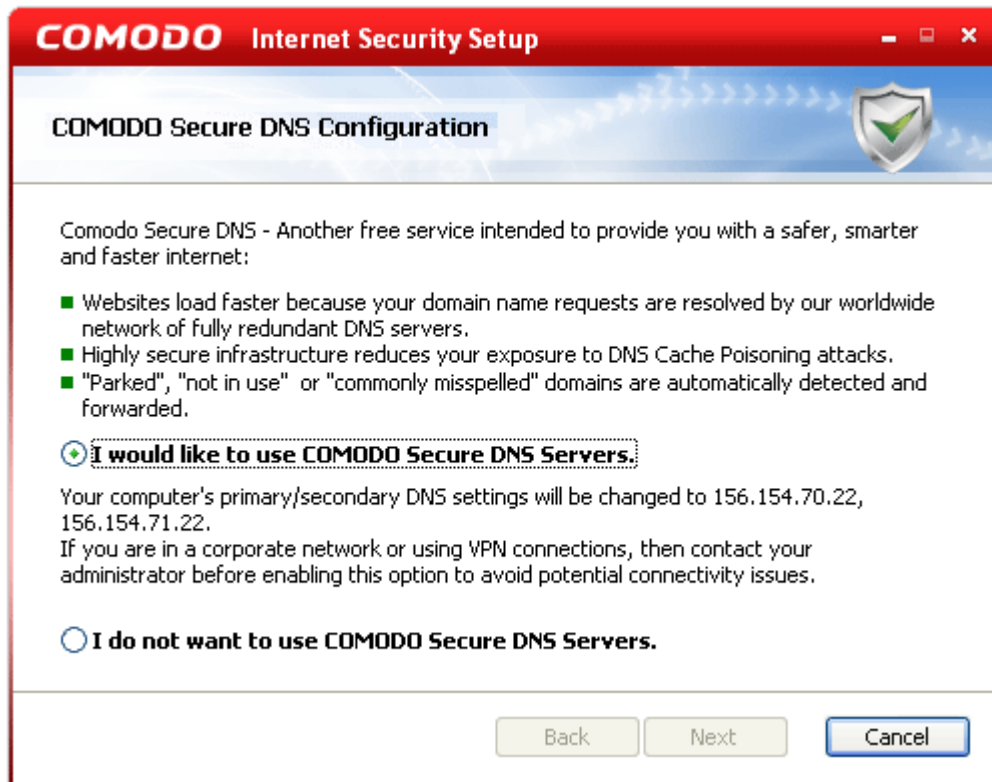 COMODO Internet Security Setup
COMODO Secure DNS Configuration
Comodo Secure DNS - Another free service intended to provide you with a safer, smarter
and faster internet:
Websites load faster because your domain name requests are resolved by our worldwide
network of fully redundant DNS servers.
Highly secure infrastructure reduces your exposure to DNS Cache Poisoning attacks.
"Parked", "not in use" or "commonly misspelled" domains are automatically detected and
forwarded.
I would like to use COMODO Secure DNS Servers.
Your computer's primary/secondary DNS settings will be changed to 156.154.70.22,
156.154.71.22.
If you are in a corporate network or using VPN connections, then contact your
administrator before enabling this option to avoid potential connectivity issues.
I do not want to use COMODO Secure DNS Servers.
Back Next Cancel